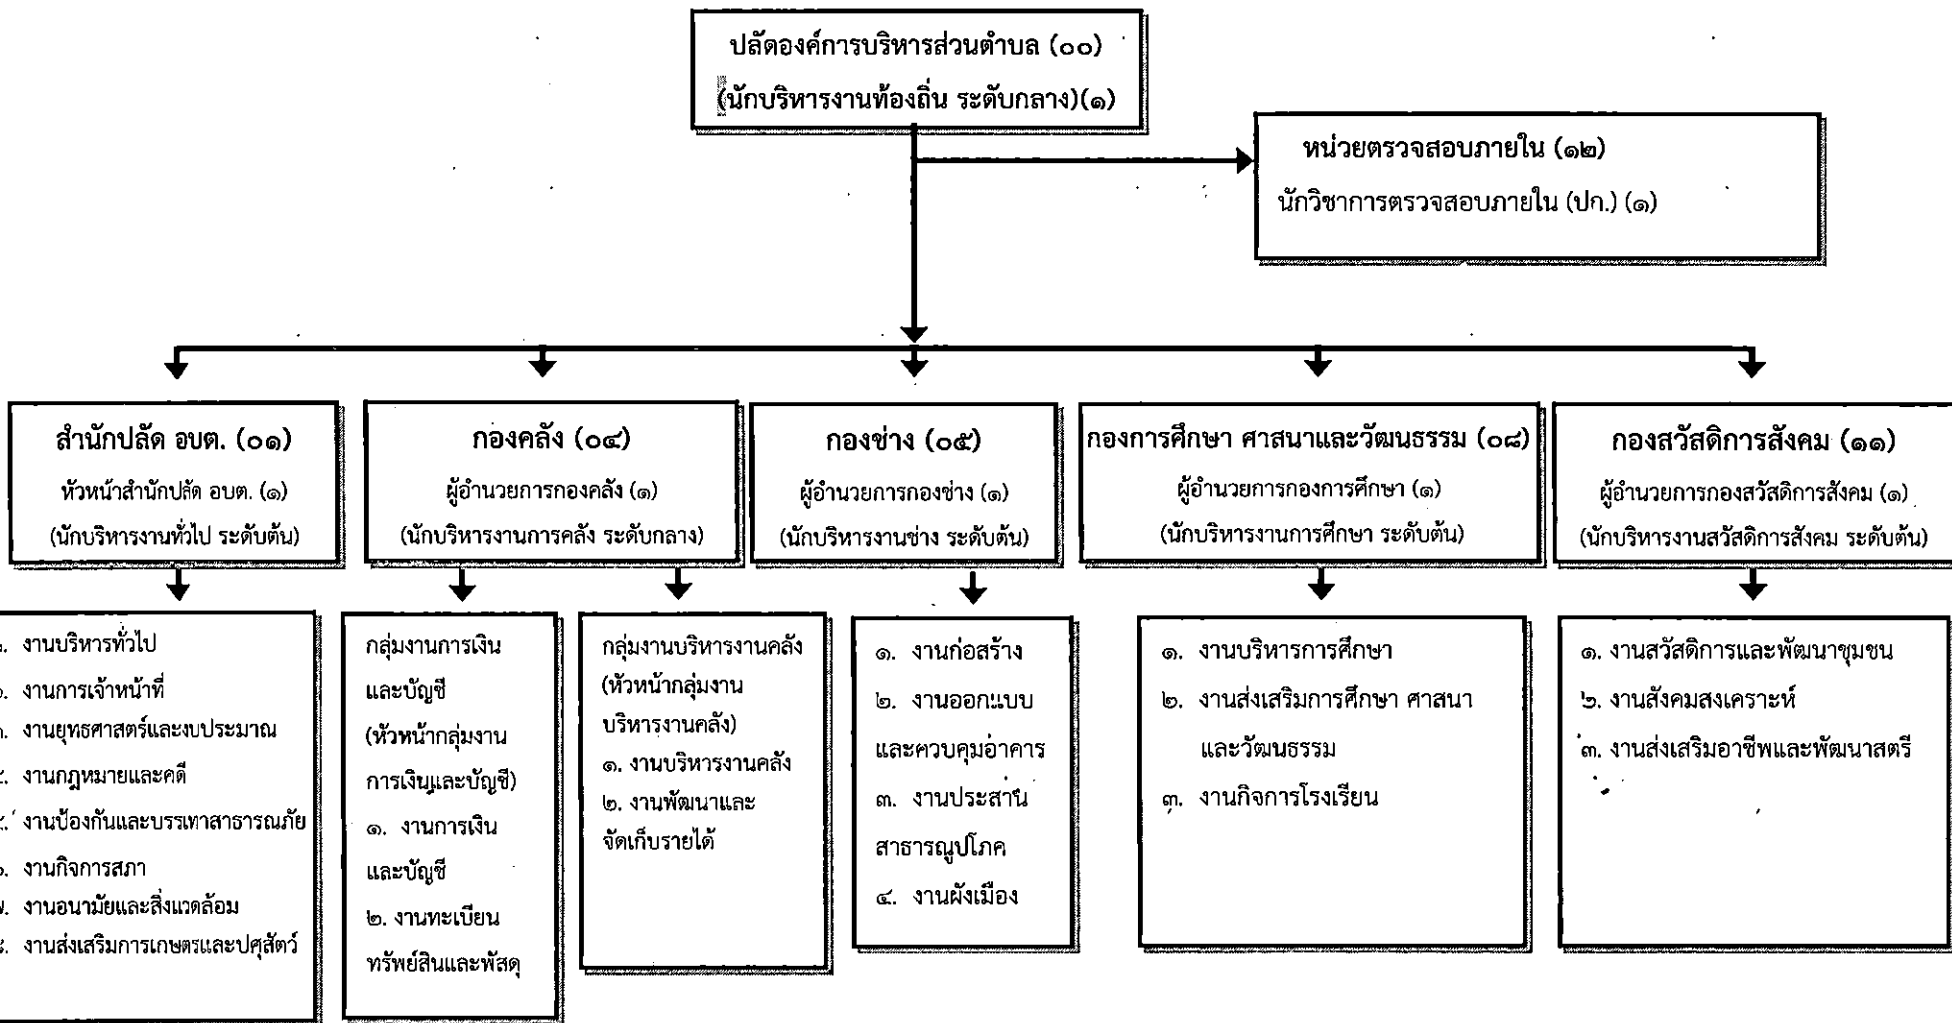 ปลัดองค์การบริหารส่วนตำบล (๐๐)
(นักบริหารงานท้องถิ่น ระดับกลาง)(๑)
หน่วยตรวจสอบภายใน (๑๒)
นักวิชาการตรวจสอบภายใน (ปก.) (๑)
สำนักปลัด อบต. (๐๑)
หัวหน้าสำนักปลัด อบต. (๑)
(นักบริหารงานทั่วไป ระดับต้น)
กองคลัง (๐๔)
ผู้อำนวยการกองคลัง (๑)
(นักบริหารงานการคลัง ระดับกลาง)
กองช่าง (๐๕)
ผู้อำนวยการกองช่าง (๑)
(นักบริหารงานช่าง ระดับต้น)
กองการศึกษา ศาสนาและวัฒนธรรม (๐๘)
ผู้อำนวยการกองการศึกษา (๑)
(นักบริหารงานการศึกษา ระดับต้น)
กองสวัสดิการสังคม (๑๑)
ผู้อำนวยการกองสวัสดิการสังคม (๑)
(นักบริหารงานสวัสดิการสังคม ระดับต้น)
งานบริหารทั่วไป
งานการเจ้าหน้าที่
งานยุทธศาสตร์และงบประมาณ
งานกฎหมายและคดี
งานป้องกันและบรรเทาสาธารณภัย
งานกิจการสภา
งานอนามัยและสิ่งแวดล้อม
งานส่งเสริมการเกษตรและปศุสัตว์
กลุ่มงานการเงิน
และบัญชี
(หัวหน้ากลุ่มงาน
การเงินและบัญชี)
๑. งานการเงิน
และบัญชี
๒. งานทะเบียน
ทรัพย์สินและพัสดุ
กลุ่มงานบริหารงานคลัง
(หัวหน้ากลุ่มงาน
บริหารงานคลัง)
๑. งานบริหารงานคลัง
๒. งานพัฒนาและ
จัดเก็บรายได้
๑. งานก่อสร้าง
๒. งานออกแบบ
และควบคุมอาคาร
๓. งานประสาน
สาธารณูปโภค
๔. งานผังเมือง
๑. งานบริหารการศึกษา
๒. งานส่งเสริมการศึกษา ศาสนา
และวัฒนธรรม
๓. งานกิจการโรงเรียน
๑. งานสวัสดิการและพัฒนาชุมชน
๒. งานสังคมสงเคราะห์
๓. งานส่งเสริมอาชีพและพัฒนาสตรี